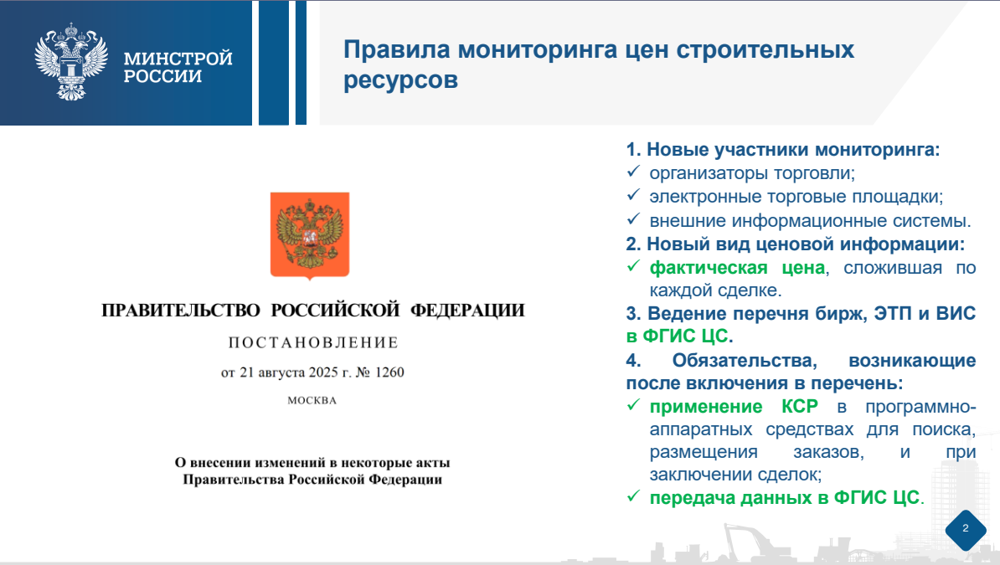 МИНСТРОЙ
РОССИИ
Правила мониторинга цен строительных
ресурсов
ПРАВИТЕЛЬСТВО РОССИЙСКОЙ ФЕДЕРАЦИИ
ПОСТАНОВЛЕНИЕ
от 21 августа 2025 г. № 1260
МОСКВА
О внесении изменений в некоторые акты
Правительства Российской Федерации
1. Новые участники мониторинга:
✓ организаторы торговли;
✓ электронные торговые площадки;
✓ внешние информационные системы.
2. Новый вид ценовой информации:
✓ фактическая цена, сложившая по
каждой сделке.
3. Ведение перечня бирж, ЭТП и ВИС
в ФГИС ЦС.
4. Обязательства, возникающие
после включения в перечень:
✓ применение КСР в программно-
аппаратных средствах для поиска,
размещения заказов, и при
заключении сделок;
✓ передача данных в ФГИС ЦС.
2